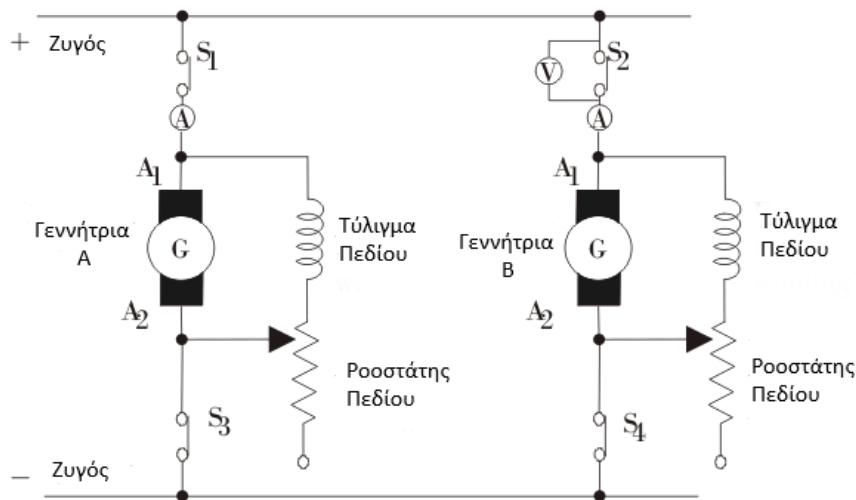 + Ζυγός
S1
V
S2
A
A
A1
A1
Γεννήτρια
Α
G
Τύλιγμα
Πεδίου
Γεννήτρια
Β
G
Τύλιγμα
Πεδίου
A2
A2
Ροοστάτης
Πεδίου
Ροοστάτης
Πεδίου
S3
S4
− Ζυγός